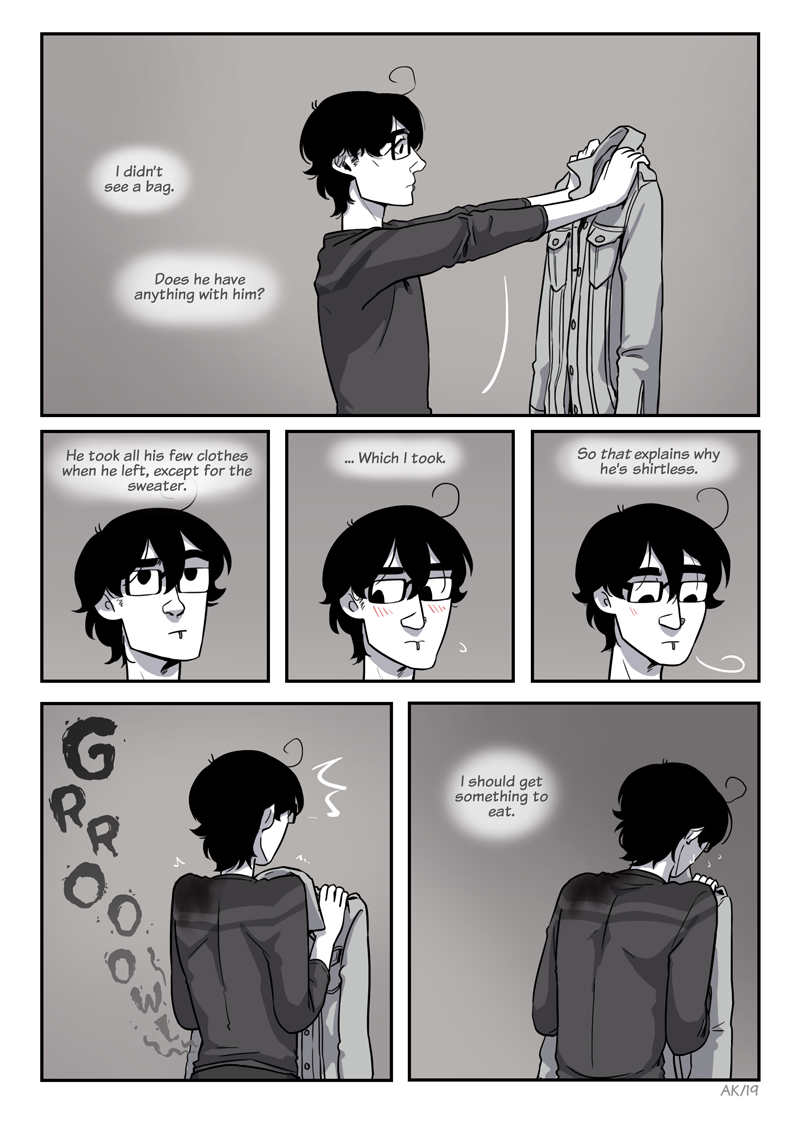 I didn't
see a bag.
Does he have
anything with him?
He took all his few clothes
when he left, except for the
sweater.
... Which I took.
So that explains why
he's shirtless.
GRROOOWL
I should get
something to
eat.
AK/19